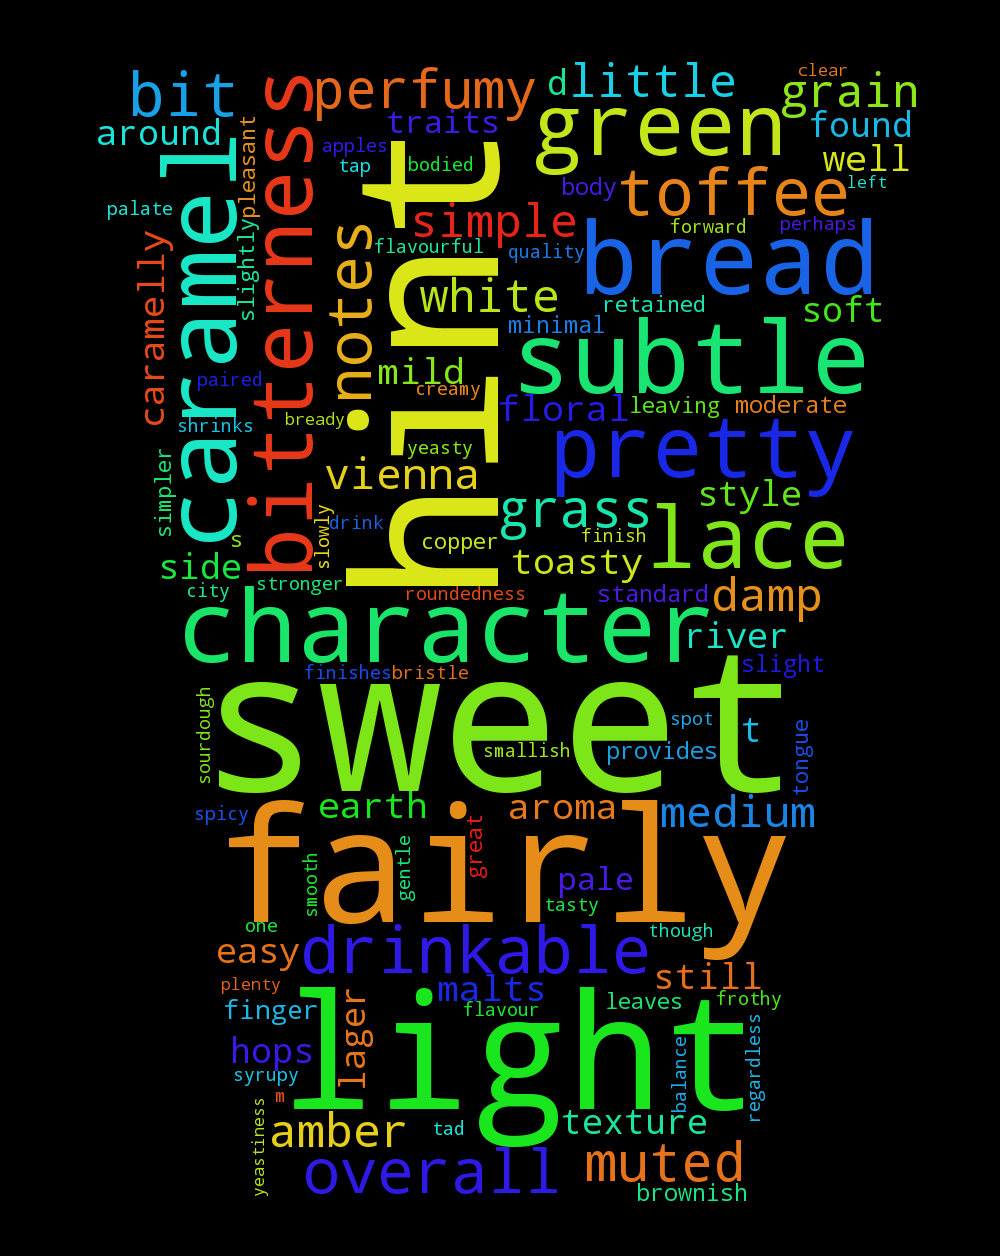 clear
bit
perfumy
d
little
grain
around
traits
green
found
apples
tap
bodied
well
pleasant
bitterness
caramel
hint
body
toffee
left
palate
simple
forward
perhaps
caramelly
slightly
notes
flavourful
quality
bread
white
retained
soft
minimal
subtle
paired
mild
creamy
shrinks
bready
floral
leaving
moderate
yeasty
pretty
simpler
vienna
style
grass
slowly
drink
finish
lace
s
copper
side
toasty
city
stronger
roundedness
standard
damp
character
river
finishes
bristle
slight
sourdough
sweet
spot
t
tongue
smallish
provides
spicy
earth
aroma
medium
great
fairly
smooth
gentle
pale
tasty
one
though
easy
drinkable
still
plenty
malts
finger
lager
flavour
leaves
frothy
light
hops
balance
regardless
syrupy
m
yeastiness
amber
tad
texture
overall
muted
brownish